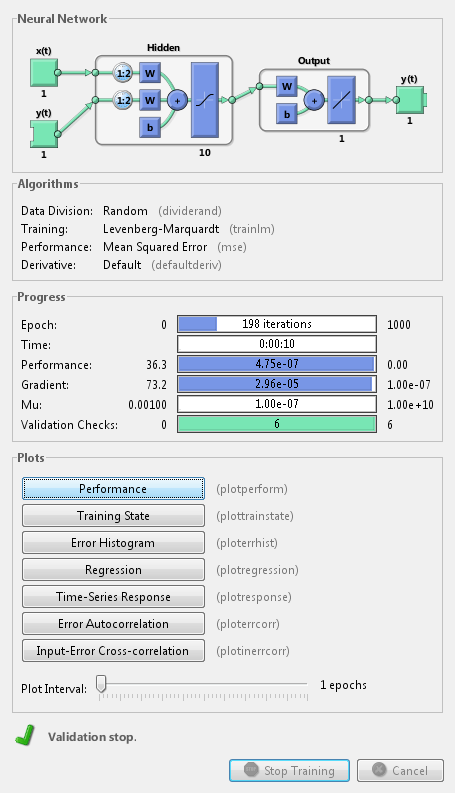 Neural Network
Hidden
Output
x(t)
1
y(t)
1
1:2
W
1:2
W
b
+
10
W
b
+
1
y(t)
1
Algorithms
Data Division: Random (dividerand)
Training: Levenberg-Marquardt (trainlm)
Performance: Mean Squared Error (mse)
Derivative: Default (defaultderiv)
Progress
Epoch: 0 198 iterations 1000
Time: 0:00:10
Performance: 36.3 4.75e-07 0.00
Gradient: 73.2 2.96e-05 1.00e-07
Mu: 0.00100 1.00e-07 1.00e+10
Validation Checks: 0 6 6
Plots
Performance (plotperform)
Training State (plottrainstate)
Error Histogram (ploterrhist)
Regression (plotregression)
Time-Series Response (plotresponse)
Error Autocorrelation (ploterrcorr)
Input-Error Cross-correlation (plotinerrcorr)
Plot Interval: 1 epochs
Validation stop.
Stop Training Cancel